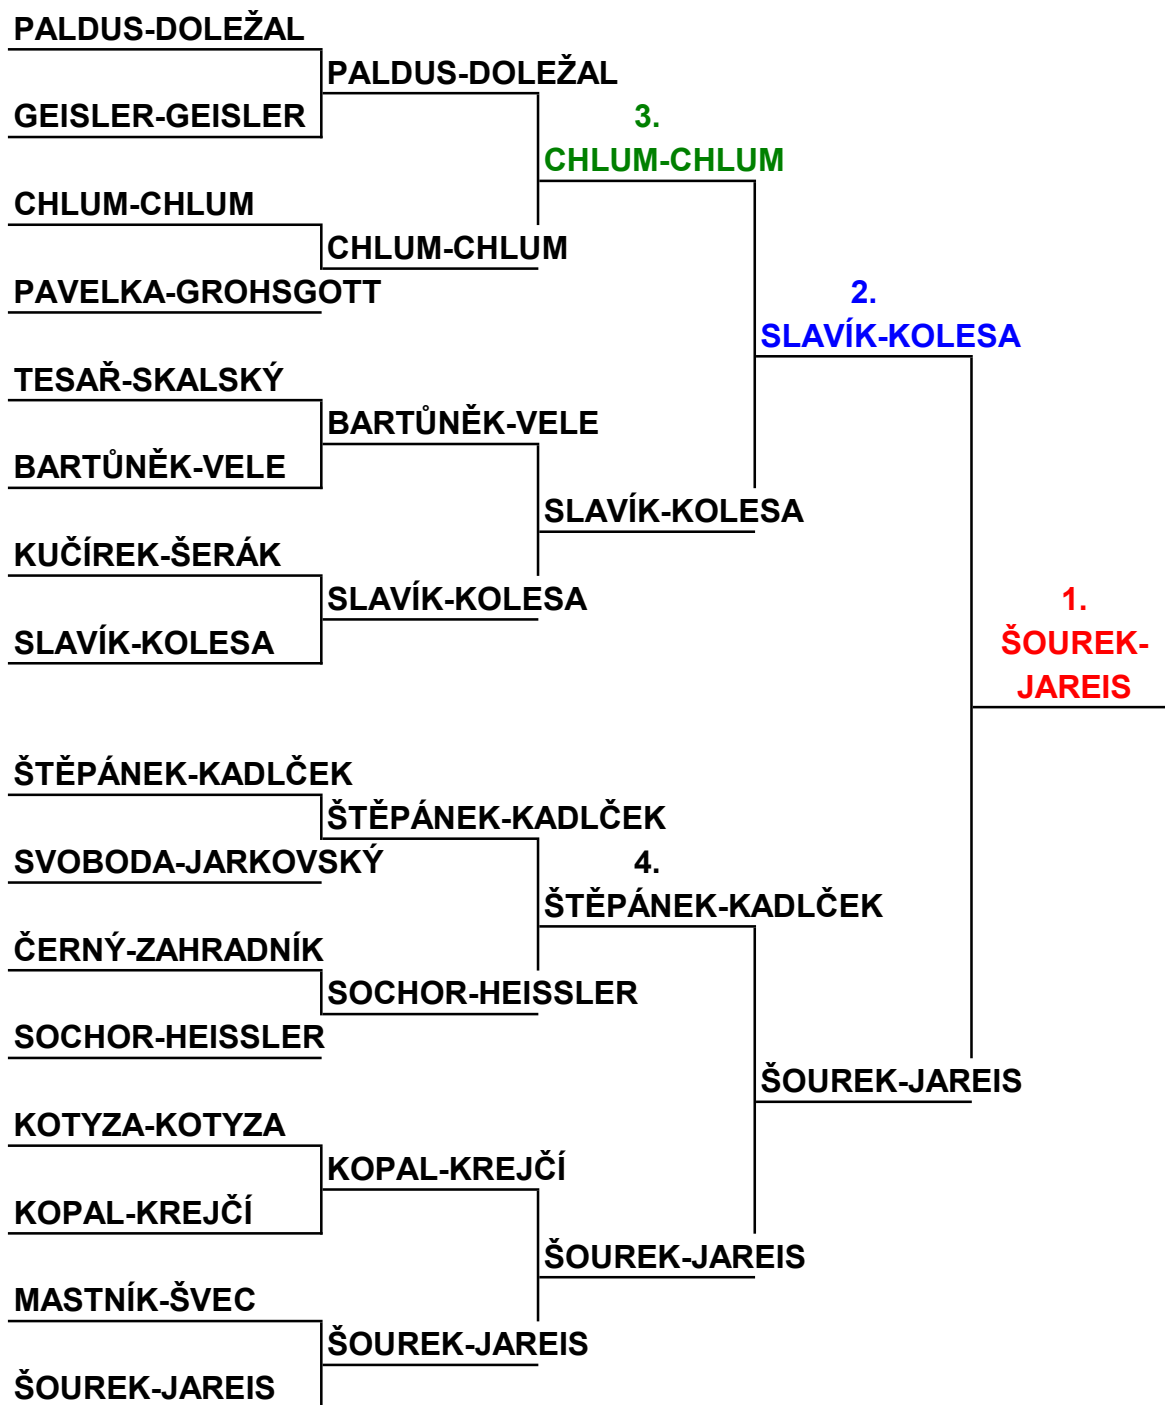 PALDUS-DOLEŽAL
PALDUS-DOLEŽAL
GEISLER-GEISLER
3.
CHLUM-CHLUM
CHLUM-CHLUM
CHLUM-CHLUM
PAVELKA-GROHSGOTT
2.
SLAVÍK-KOLESA
TESAŘ-SKALSKÝ
BARTŮNĚK-VELE
BARTŮNĚK-VELE
SLAVÍK-KOLESA
KUČÍREK-ŠERÁK
SLAVÍK-KOLESA
SLAVÍK-KOLESA
1.
ŠOUREK-
JAREIS
ŠTĚPÁNEK-KADLČEK
ŠTĚPÁNEK-KADLČEK
SVOBODA-JARKOVSKÝ
4.
ŠTĚPÁNEK-KADLČEK
ČERNÝ-ZAHRADNÍK
SOCHOR-HEISSLER
SOCHOR-HEISSLER
ŠOUREK-JAREIS
KOTYZA-KOTYZA
KOPAL-KREJČÍ
KOPAL-KREJČÍ
ŠOUREK-JAREIS
MASTNÍK-ŠVEC
ŠOUREK-JAREIS
ŠOUREK-JAREIS